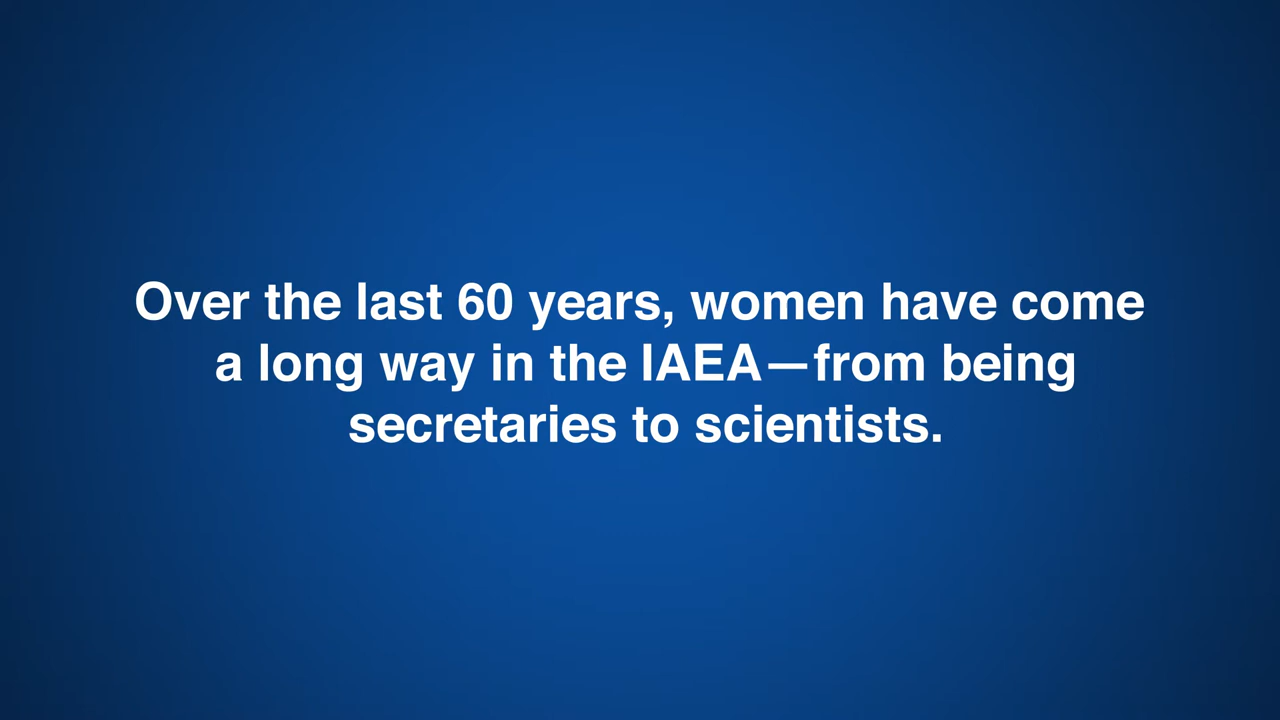 Over the last 60 years, women have come
a long way in the IAEA—from being
secretaries to scientists.